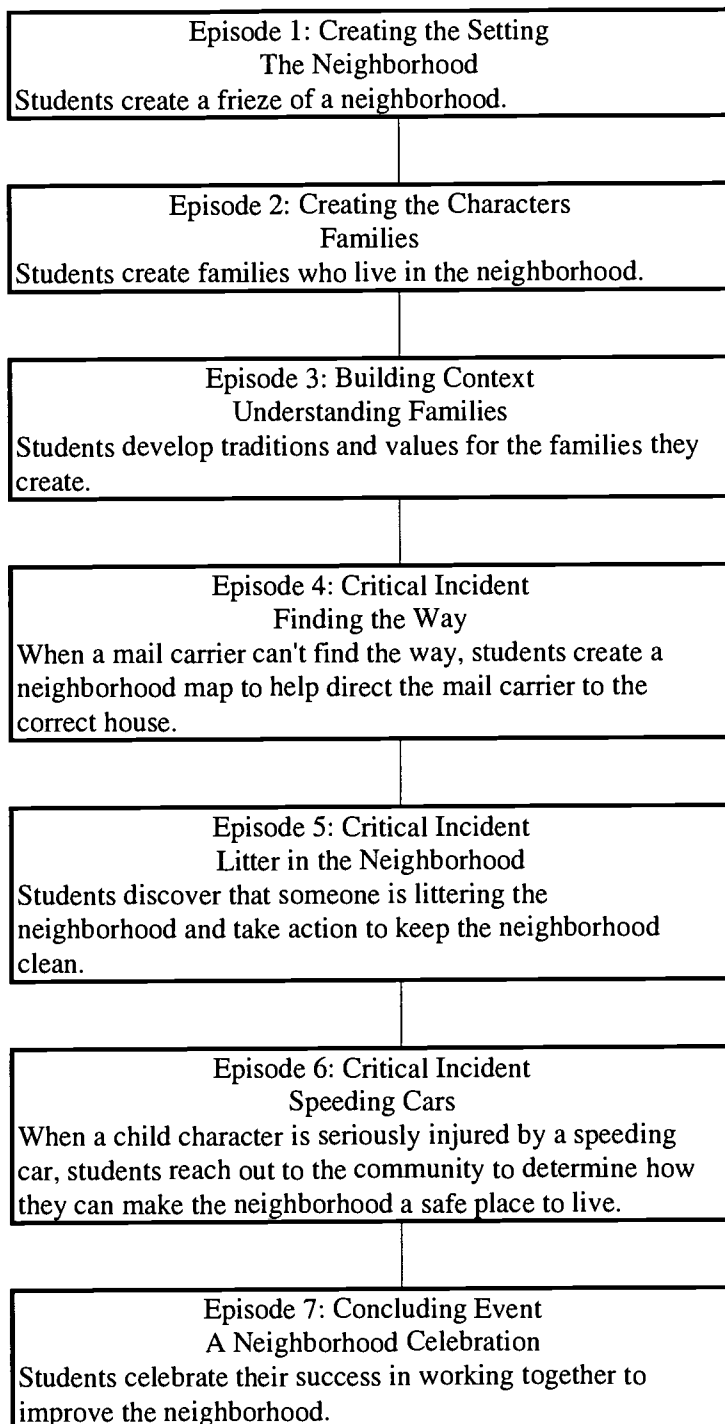 Episode 1: Creating the Setting
The Neighborhood
Students create a frieze of a neighborhood.
Episode 2: Creating the Characters
Families
Students create families who live in the neighborhood.
Episode 3: Building Context
Understanding Families
Students develop traditions and values for the families they
create.
Episode 4: Critical Incident
Finding the Way
When a mail carrier can't find the way, students create a
neighborhood map to help direct the mail carrier to the
correct house.
Episode 5: Critical Incident
Litter in the Neighborhood
Students discover that someone is littering the
neighborhood and take action to keep the neighborhood
clean.
Episode 6: Critical Incident
Speeding Cars
When a child character is seriously injured by a speeding
car, students reach out to the community to determine how
they can make the neighborhood a safe place to live.
Episode 7: Concluding Event
A Neighborhood Celebration
Students celebrate their success in working together to
improve the neighborhood.